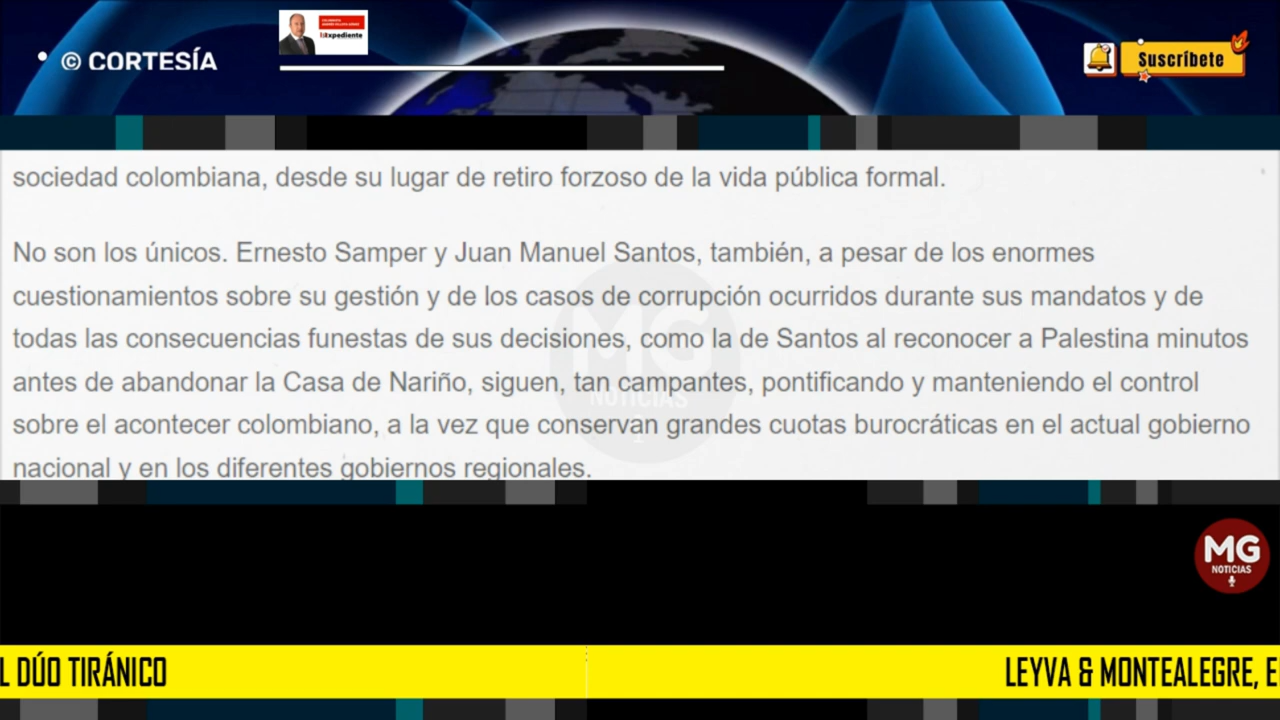 © CORTESÍA
Expediente
Suscríbete
sociedad colombiana, desde su lugar de retiro forzoso de la vida pública formal.
No son los únicos. Ernesto Samper y Juan Manuel Santos, también, a pesar de los enormes
cuestionamientos sobre su gestión y de los casos de corrupción ocurridos durante sus mandatos y de
todas las consecuencias funestas de sus decisiones, como la de Santos al reconocer a Palestina minutos
antes de abandonar la Casa de Nariño, siguen, tan campantes, pontificando y manteniendo el control
sobre el acontecer colombiano, a la vez que conservan grandes cuotas burocráticas en el actual gobierno
nacional y en los diferentes gobiernos regionales.
MG
NOTICIAS
MG
NOTICIAS
L DÚO TIRÁNICO
LEYVA & MONTEALEGRE, E